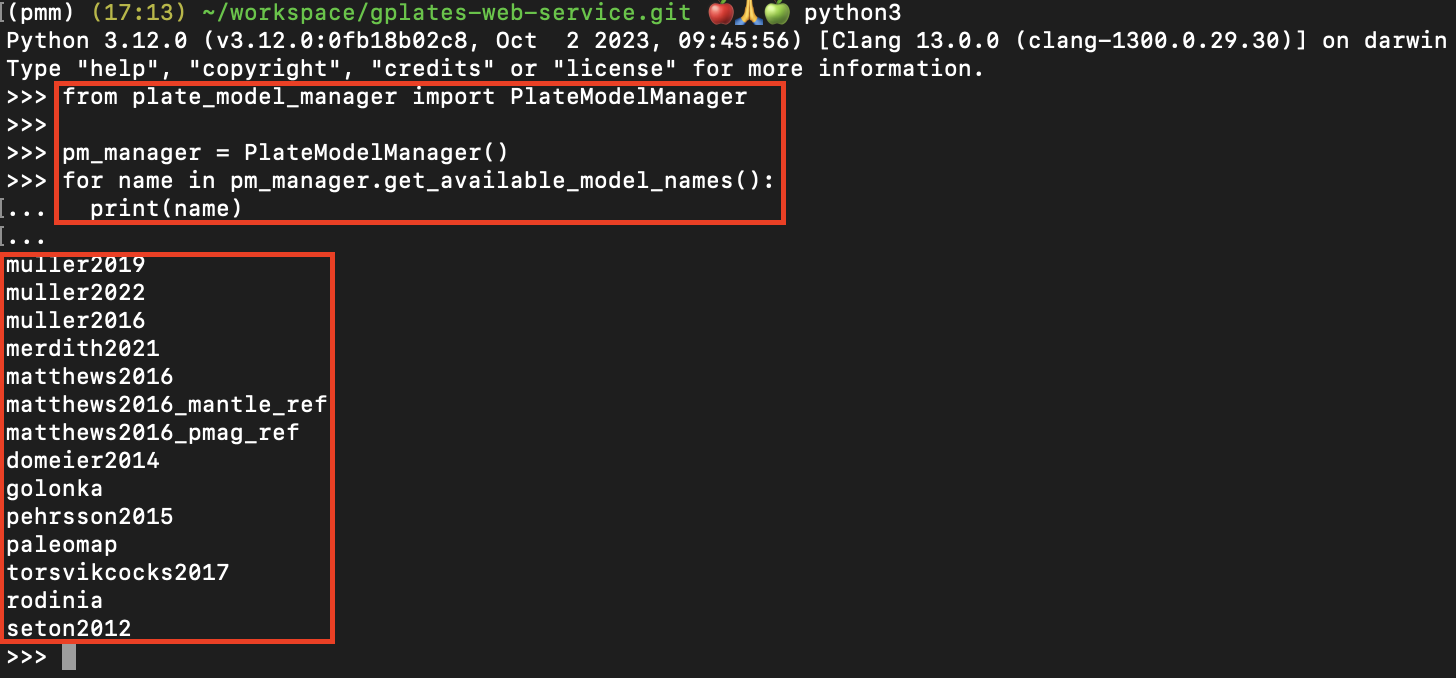 (pmm) (17:13) ~/workspace/gplates-web-service.git 🍎🙏🍏 python3
Python 3.12.0 (v3.12.0:0fb18b02c8, Oct  2 2023, 09:45:56) [Clang 13.0.0 (clang-1300.0.29.30)] on darwin
Type "help", "copyright", "credits" or "license" for more information.
>>> from plate_model_manager import PlateModelManager
>>>
>>> pm_manager = PlateModelManager()
>>> for name in pm_manager.get_available_model_names():
...   print(name)
...
muller2019
muller2022
muller2016
merdith2021
matthews2016
matthews2016_mantle_ref
matthews2016_pmag_ref
domeier2014
golonka
pehrsson2015
paleomap
torsvikcocks2017
rodinia
seton2012
>>>